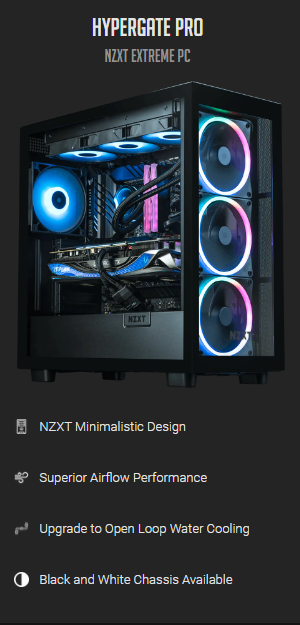 HYPERGATE PRO
NZXT EXTREME PC
NZXT
NZXT Minimalistic Design
Superior Airflow Performance
Upgrade to Open Loop Water Cooling
Black and White Chassis Available